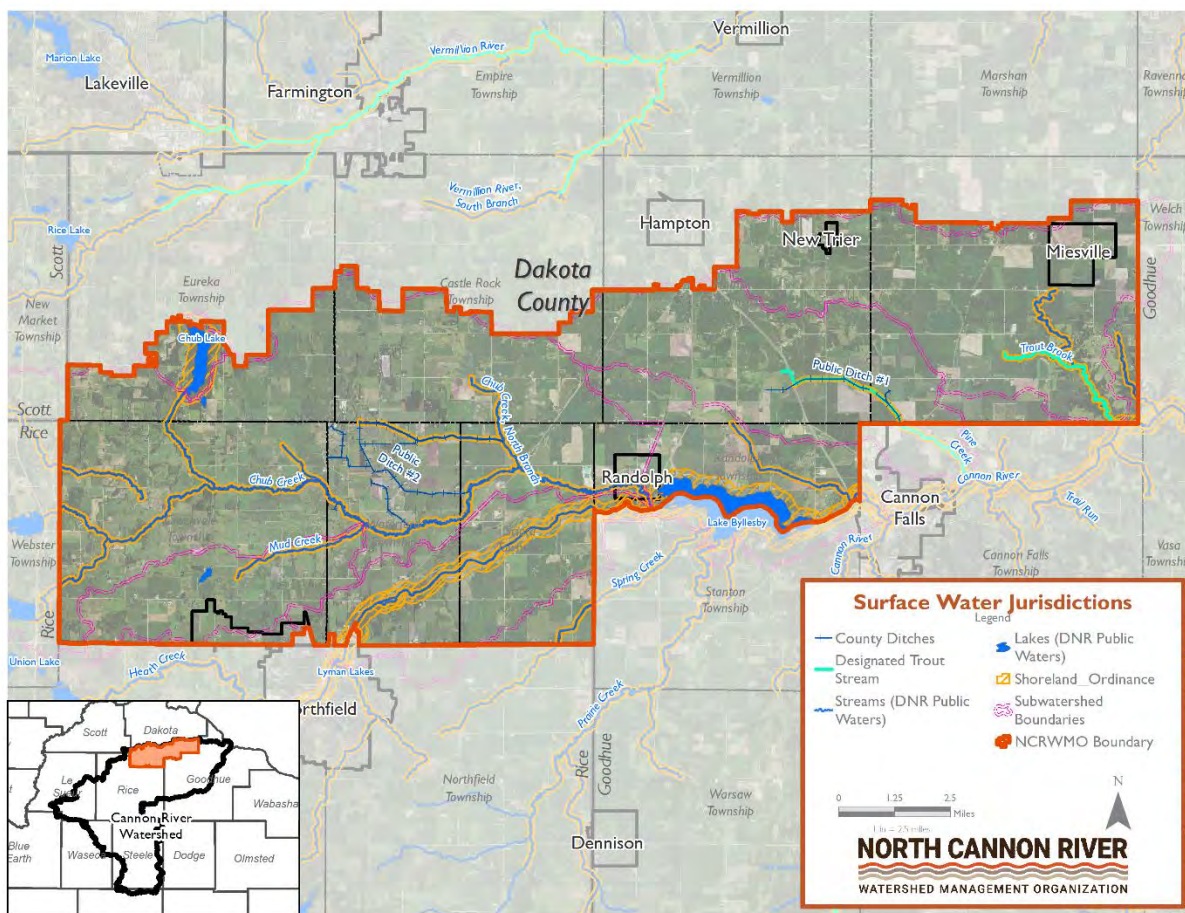 Vermillion
Marion Lake
Vermillion River
Lakeville
Farmington
Empire
Township
Vermillion
Township
Marshan
Township
Ravenna
Vermillion River,
South Branch
Rice Lake
Hampton
New Trier
Miesville
Welch
Township
Scott
Eureka
Township
Castle Rock
Township
Dakota
County
Goodhue
New
Market
Township
Chub Lake
Trout Brook
Public Ditch #1
Scott
Rice
Chub Creek, North Branch
Public
Ditch #2
Pine
Creek
Chub Creek
Randolph
Cannon River
Cannon
Falls
Trout Run
Lake Byllesby
Mud Creek
Webster
Township
Spring Creek
Cannon River
Cannon Falls
Township
Vasa
Stanton
Township
Rice
Union Lake
Heath Creek
Lyman Lakes
Prairie Creek
orthfield
Rice
Goodhue
Northfield
Township
Warsaw
Township
Dennison
Surface Water Jurisdictions
Legend
County Ditches
Designated Trout
Stream
Streams (DNR Public
Waters)
Lakes (DNR Public
Waters)
Shoreland_Ordinance
Subwatershed
Boundaries
NCRWMO Boundary
N
0 1.25 2.5
Miles
1 in = 2.5 miles
NORTH CANNON RIVER
WATERSHED MANAGEMENT ORGANIZATION
Scott
Dakota
Le
Sueur
Rice
Goodhue
Wabasha
Cannon River
Watershed
Blue
Earth
Waseca
Steele
Dodge
Olmsted